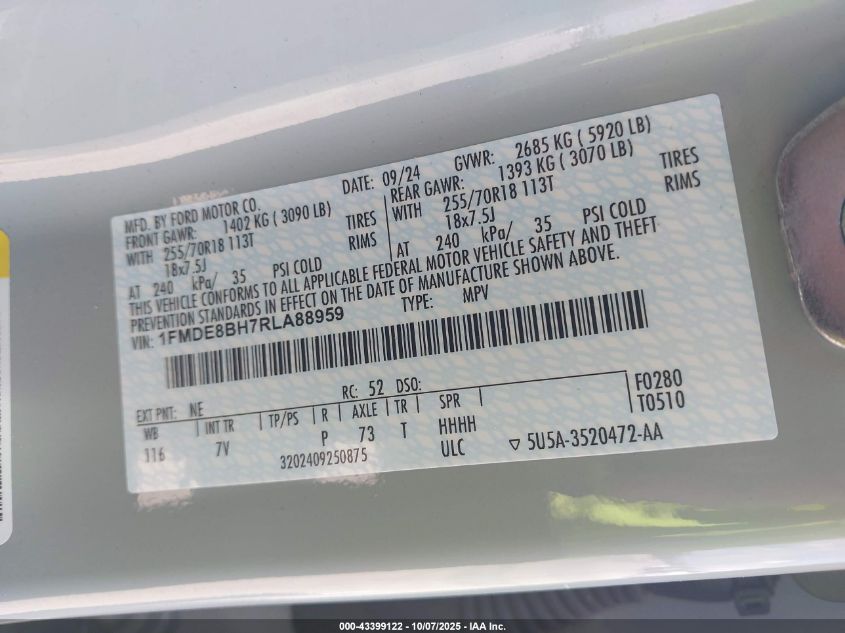 MFD. BY FORD MOTOR CO.
DATE: 09/24
GVWR: 2685 KG ( 5920 LB)
FRONT GAWR: 1402 KG ( 3090 LB)
REAR GAWR: 1393 KG ( 3070 LB)
WITH 255/70R18 113T TIRES
WITH 255/70R18 113T TIRES
18x7.5J RIMS
18x7.5J RIMS
AT 240 kPa/ 35 PSI COLD
AT 240 kPa/ 35 PSI COLD
THIS VEHICLE CONFORMS TO ALL APPLICABLE FEDERAL MOTOR VEHICLE SAFETY AND THEFT
PREVENTION STANDARDS IN EFFECT ON THE DATE OF MANUFACTURE SHOWN ABOVE.
VIN: 1FMDE8BH7RLA88959
TYPE: MPV
EXT PNT: NE RC: 52 DSO:
WB INT TR TP/PS R AXLE TR SPR
116 7V P 73 T HHHH
F0280
T0510
3202409250875 ULC ▽ 5U5A-3520472-AA
000-43399122 - 10/07/2025 - IAA Inc.